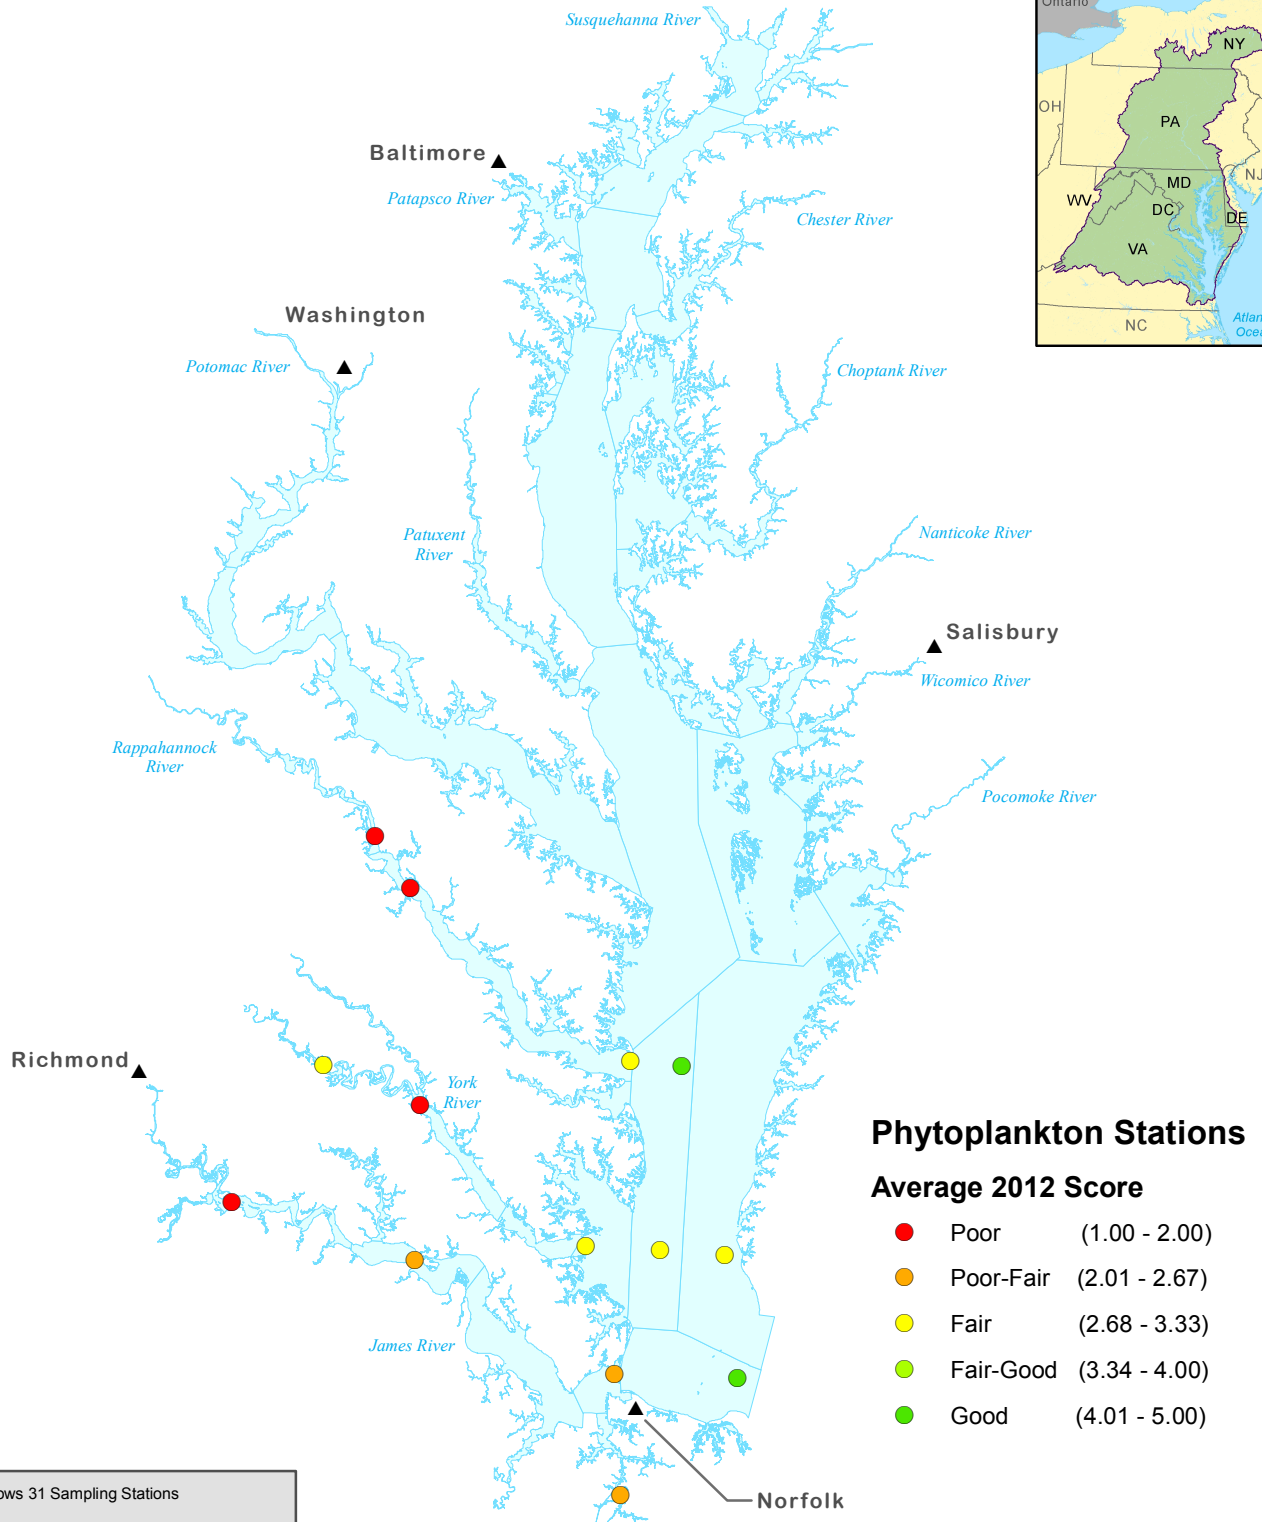 Susquehanna River
Ontario
NY
OH
PA
NJ
MD
WV
DC
DE
VA
NC
Baltimore
Patapsco River
Chester River
Washington
Potomac River
Choptank River
Patuxent
River
Nanticoke River
Salisbury
Wicomico River
Rappahannock
River
Pocomoke River
Richmond
York
River
James River
Norfolk
Phytoplankton Stations
Average 2012 Score
Poor (1.00 - 2.00)
Poor-Fair (2.01 - 2.67)
Fair (2.68 - 3.33)
Fair-Good (3.34 - 4.00)
Good (4.01 - 5.00)
31 Sampling Stations